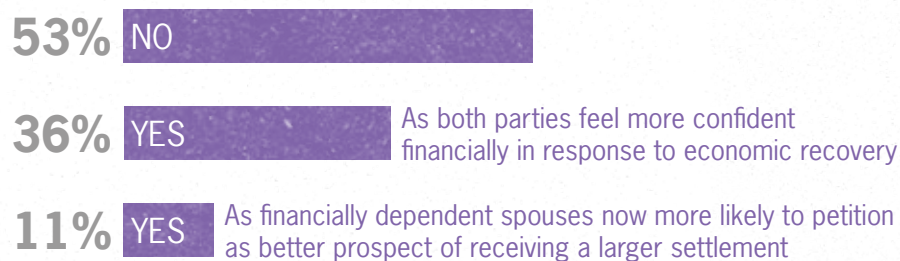 53% NO
36% YES As both parties feel more confident
financially in response to economic recovery
11% YES As financially dependent spouses now more likely to petition
as better prospect of receiving a larger settlement